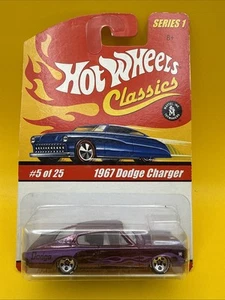 SERIES 1
Hot Wheels
Classics
#5 of 25
1967 Dodge Charger